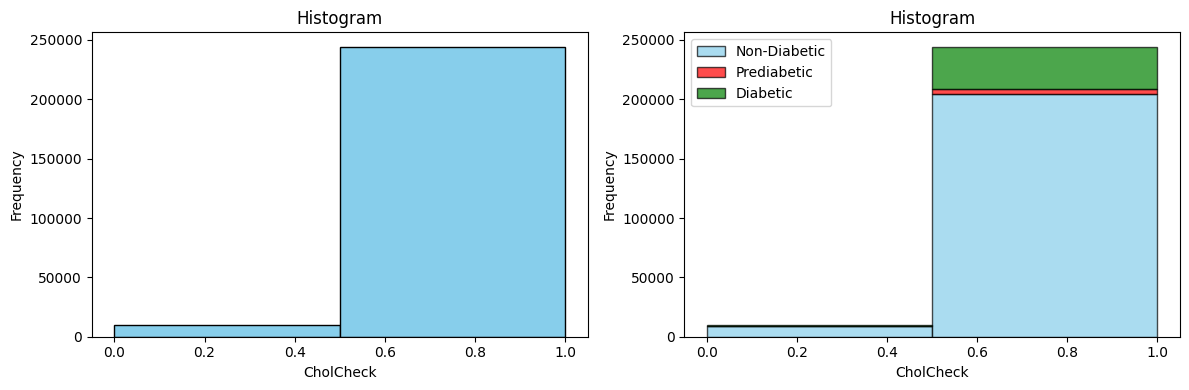 Histogram
250000
200000
150000
100000
50000
0
Frequency
0.0 0.2 0.4 0.6 0.8 1.0
CholCheck
Histogram
Non-Diabetic
Prediabetic
Diabetic
250000
200000
150000
100000
50000
0
Frequency
0.0 0.2 0.4 0.6 0.8 1.0
CholCheck